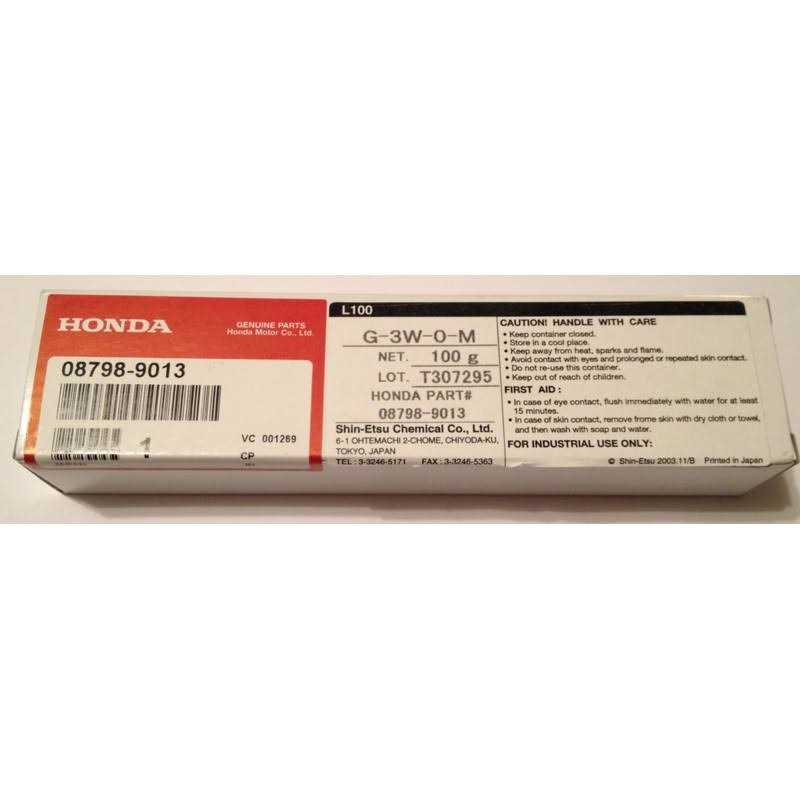 HONDA
GENUINE PARTS
Honda Motor Co., Ltd.
08798-9013
1
VC 001269
CP
L100
G-3W-O-M
NET. 100 g
LOT. T307295
HONDA PART#
08798-9013
Shin-Etsu Chemical Co., Ltd.
6-1 OHTEMACHI 2-CHOME, CHIYODA-KU,
TOKYO, JAPAN
TEL : 3-3246-5171 FAX : 3-3246-5363
CAUTION! HANDLE WITH CARE
• Keep container closed.
• Store in a cool place.
• Keep away from heat, sparks and flame.
• Avoid contact with eyes and prolonged or repeated skin contact.
• Do not re-use this container.
• Keep out of reach of children.
FIRST AID :
• In case of eye contact, flush immediately with water for at least
15 minutes.
• In case of skin contact, remove frome skin with dry cloth or towel,
and then wash with soap and water.
FOR INDUSTRIAL USE ONLY:
© Shin-Etsu 2003.11/B Printed in Japan